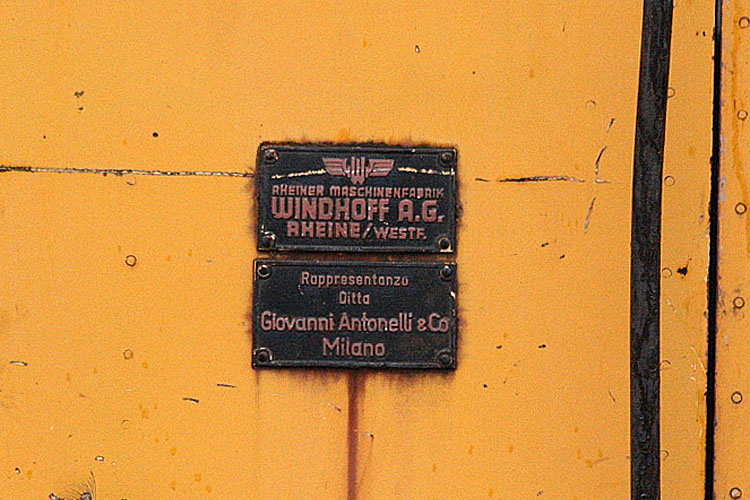 RHEINER MASCHINENFABRIK
WINDHOFF A.G.
RHEINE/WESTF.
Rappresentanza
Ditta
Giovanni Antonelli & Co
Milano